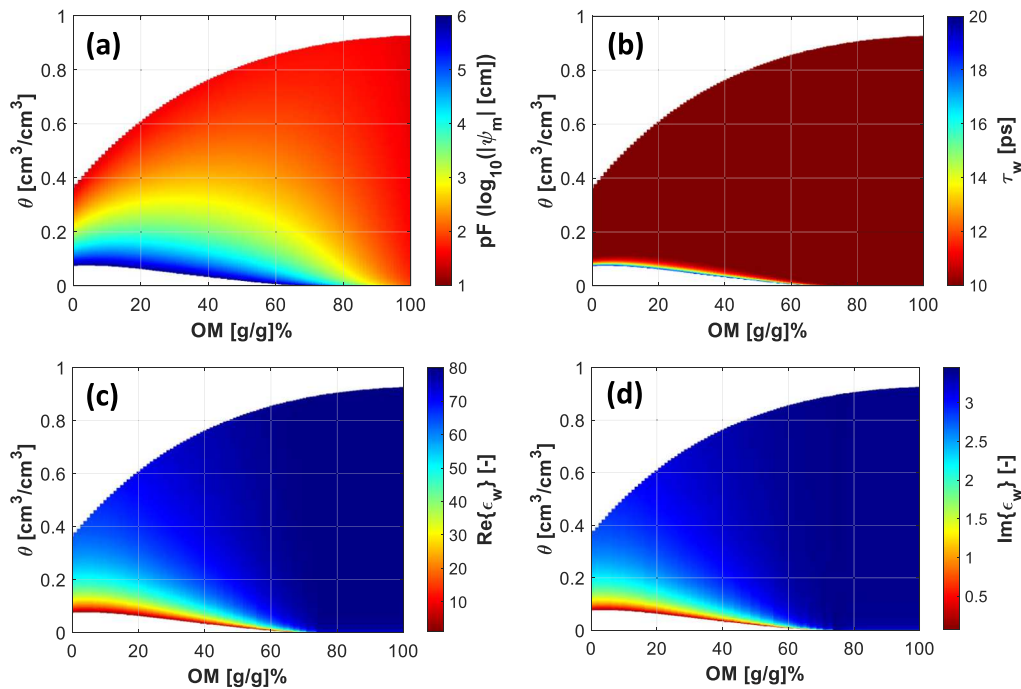 (a)
1
0.8
0.6
0.4
0.2
0
0 20 40 60 80 100
θ [cm³/cm³]
OM [g/g]%
6
5
4
3
2
1
pF (log₁₀(|ψₘ| [cm])
(b)
1
0.8
0.6
0.4
0.2
0
0 20 40 60 80 100
θ [cm³/cm³]
OM [g/g]%
20
18
16
14
12
10
τ_w [ps]
(c)
1
0.8
0.6
0.4
0.2
0
0 20 40 60 80 100
θ [cm³/cm³]
OM [g/g]%
80
70
60
50
40
30
20
10
Re{ϵ_w} [-]
(d)
1
0.8
0.6
0.4
0.2
0
0 20 40 60 80 100
θ [cm³/cm³]
OM [g/g]%
3
2.5
2
1.5
1
0.5
Im{ϵ_w} [-]